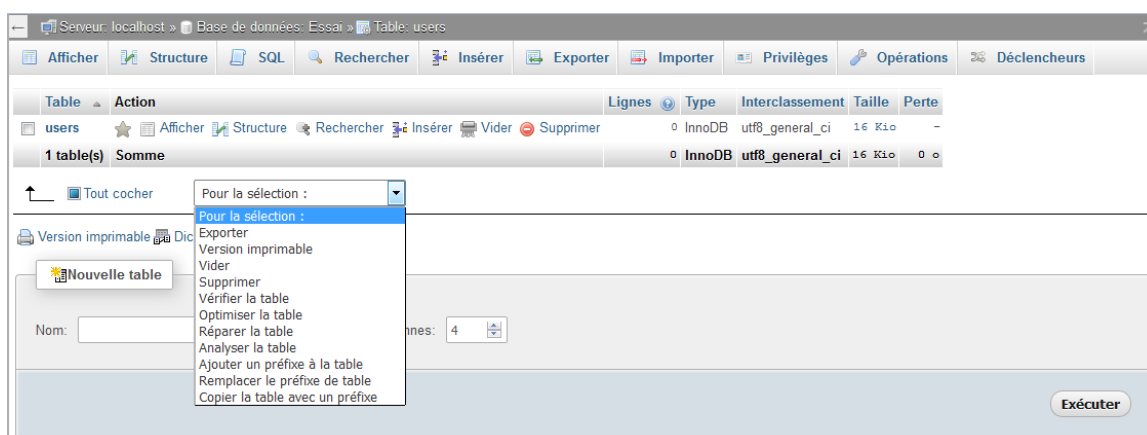 Serveur: localhost » Base de données: Essai » Table: users
Afficher Structure SQL Rechercher Insérer Exporter Importer Privilèges Opérations Déclencheurs
Table Action Lignes Type Interclassement Taille Perte
users Afficher Structure Rechercher Insérer Vider Supprimer 0 InnoDB utf8_general_ci 16 Kio -
1 table(s) Somme 0 InnoDB utf8_general_ci 16 Kio 0 o
Tout cocher Pour la sélection :
Pour la sélection :
Exporter
Version imprimable
Vider
Supprimer
Vérifier la table
Optimiser la table
Réparer la table
Analyser la table
Ajouter un préfixe à la table
Remplacer le préfixe de table
Copier la table avec un préfixe
Version imprimable Dic
Nouvelle table
Nom: nnes: 4
Exécuter